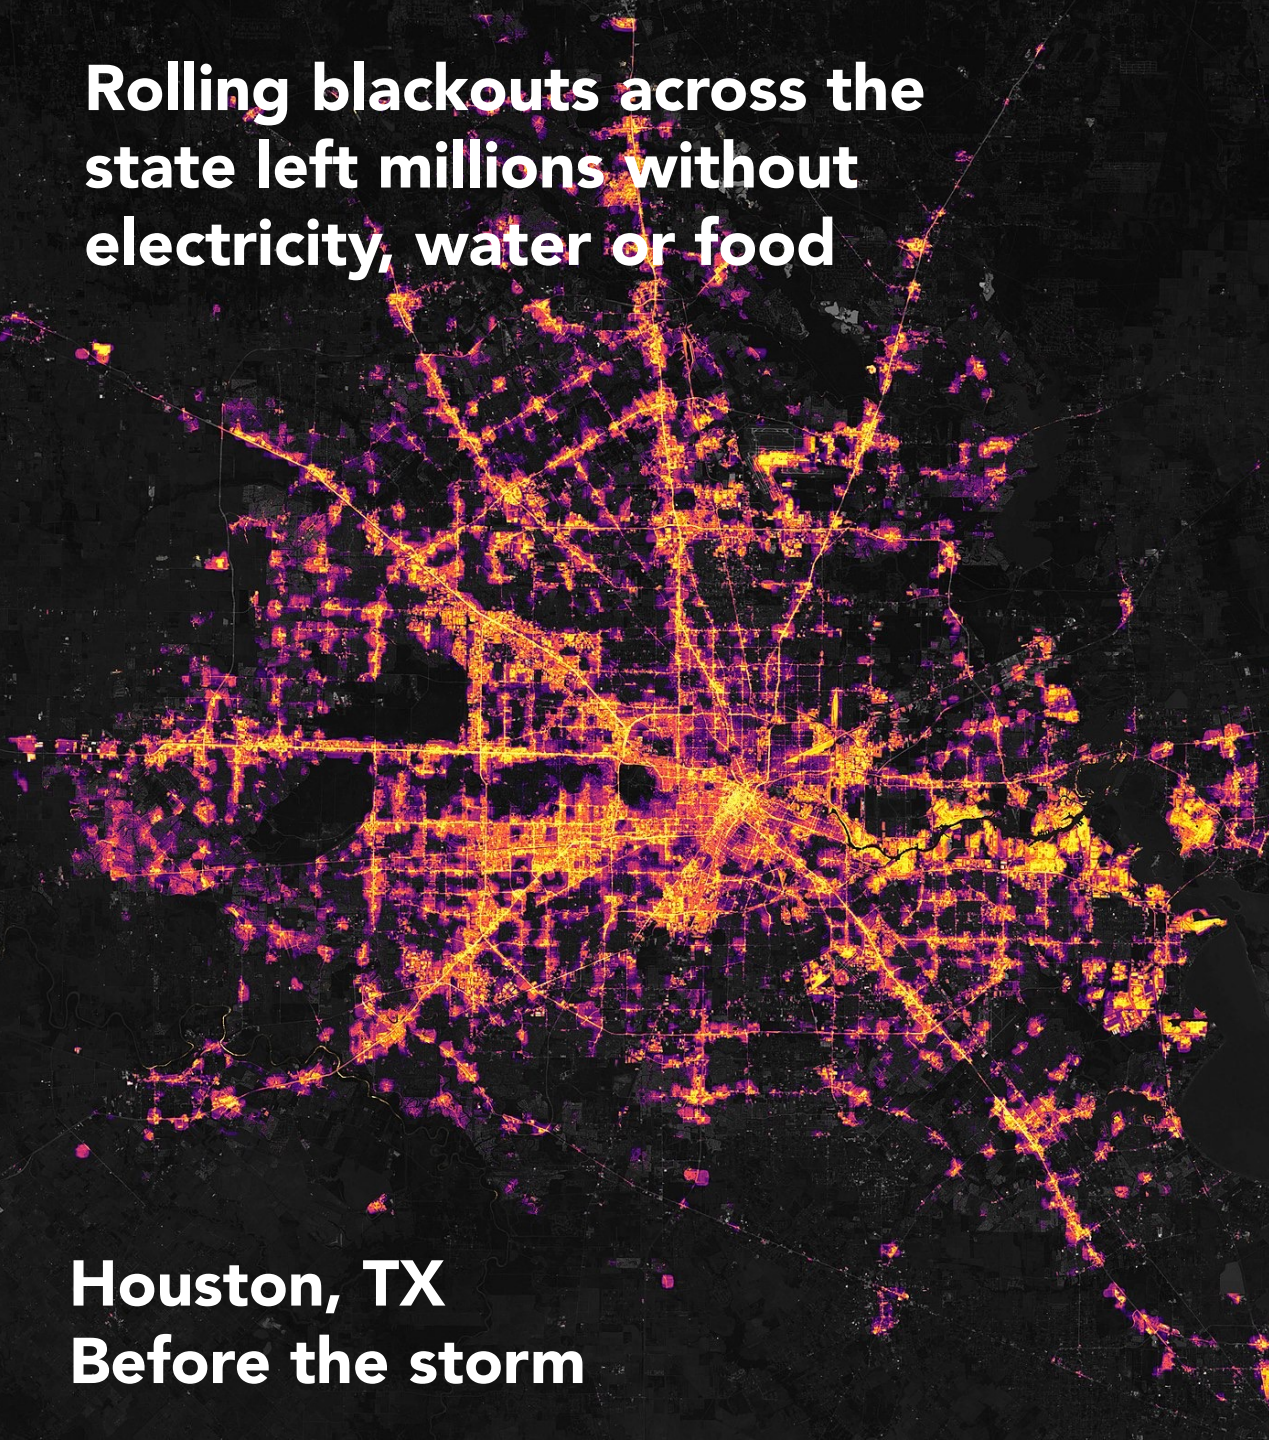 Rolling blackouts across the
state left millions without
electricity, water or food
Houston, TX
Before the storm